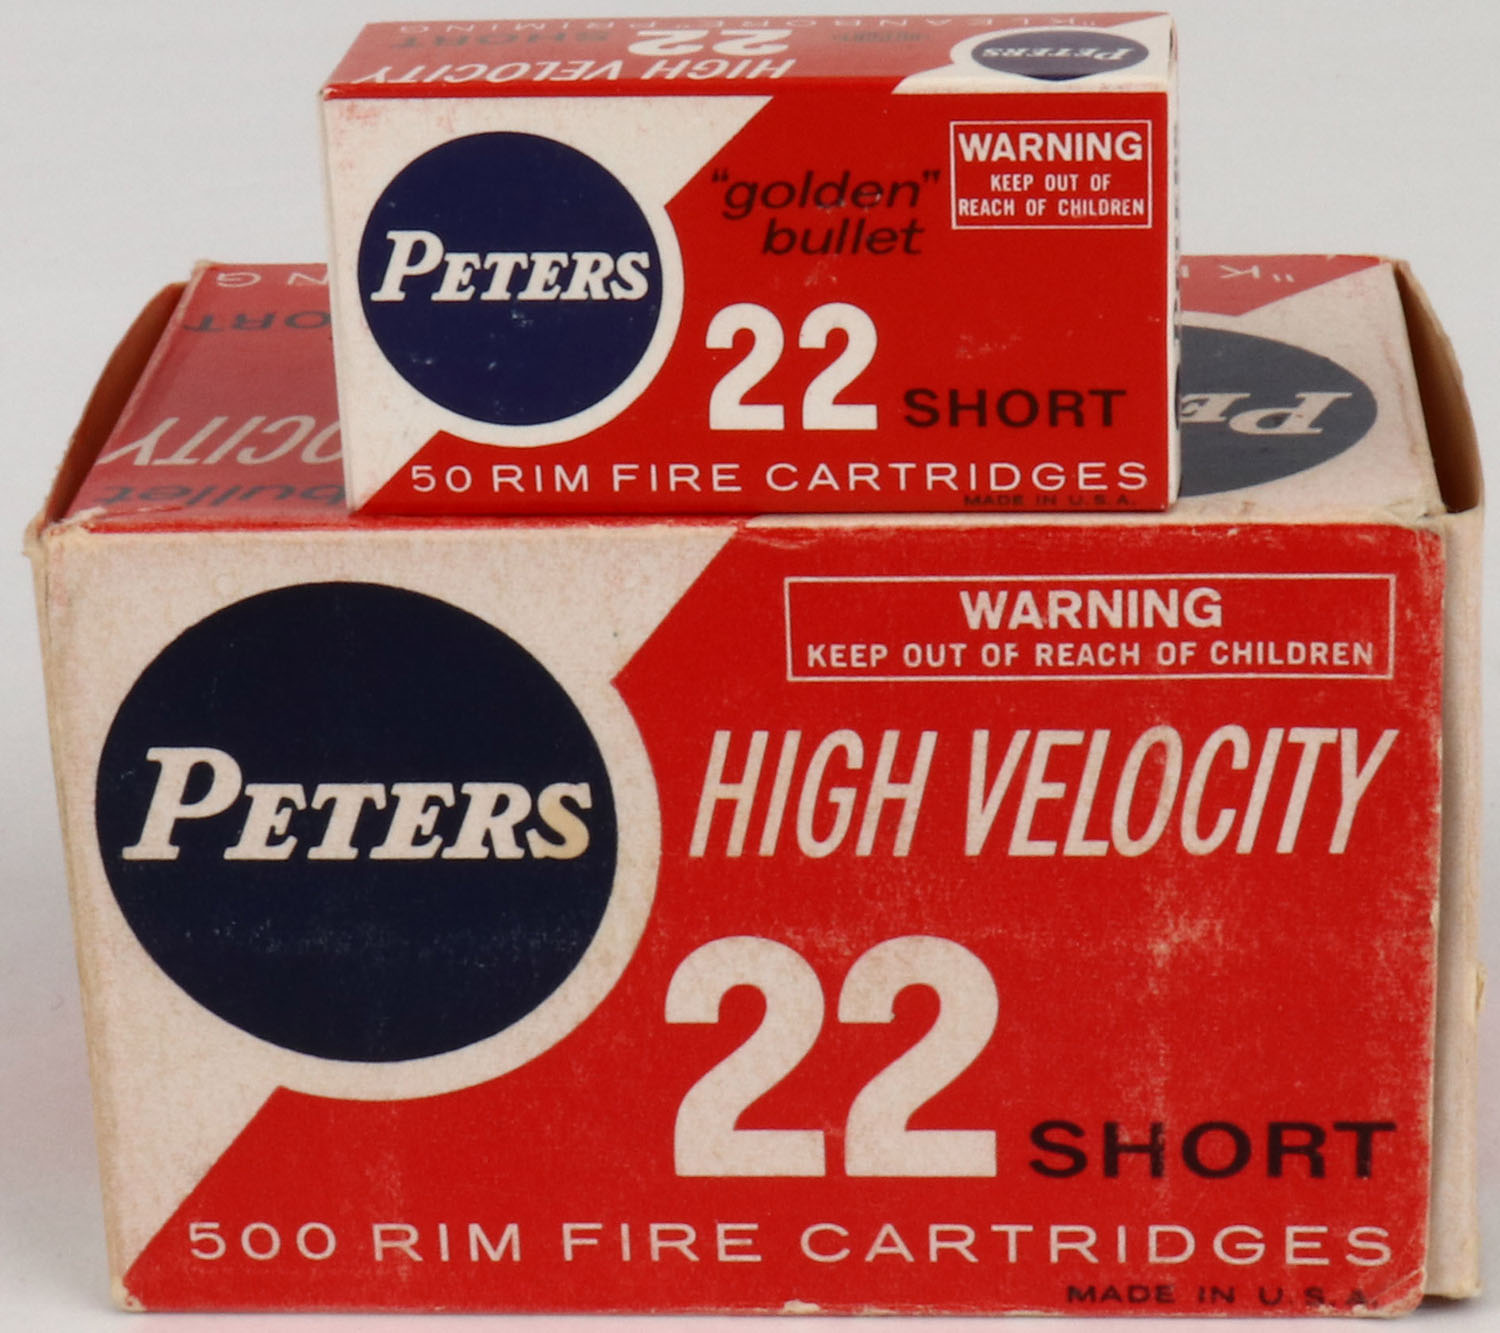 "KLEANBORE" PRIMING
22 SHORT
HIGH VELOCITY
PETERS
PETERS
"golden"
bullet
WARNING
KEEP OUT OF
REACH OF CHILDREN
22 SHORT
50 RIM FIRE CARTRIDGES
MADE IN U.S.A.
PETERS
WARNING
KEEP OUT OF REACH OF CHILDREN
HIGH VELOCITY
22 SHORT
500 RIM FIRE CARTRIDGES
MADE IN U.S.A.